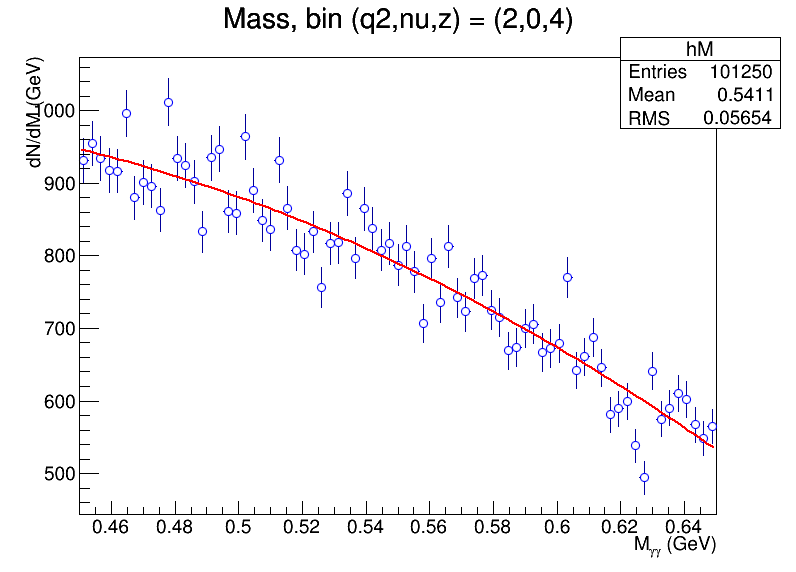 Mass, bin (q2,nu,z) = (2,0,4)
hM
Entries 101250
Mean 0.5411
RMS 0.05654
dN/dM (GeV)
1000
900
800
700
600
500
0.46 0.48 0.5 0.52 0.54 0.56 0.58 0.6 0.62 0.64
Mγγ (GeV)